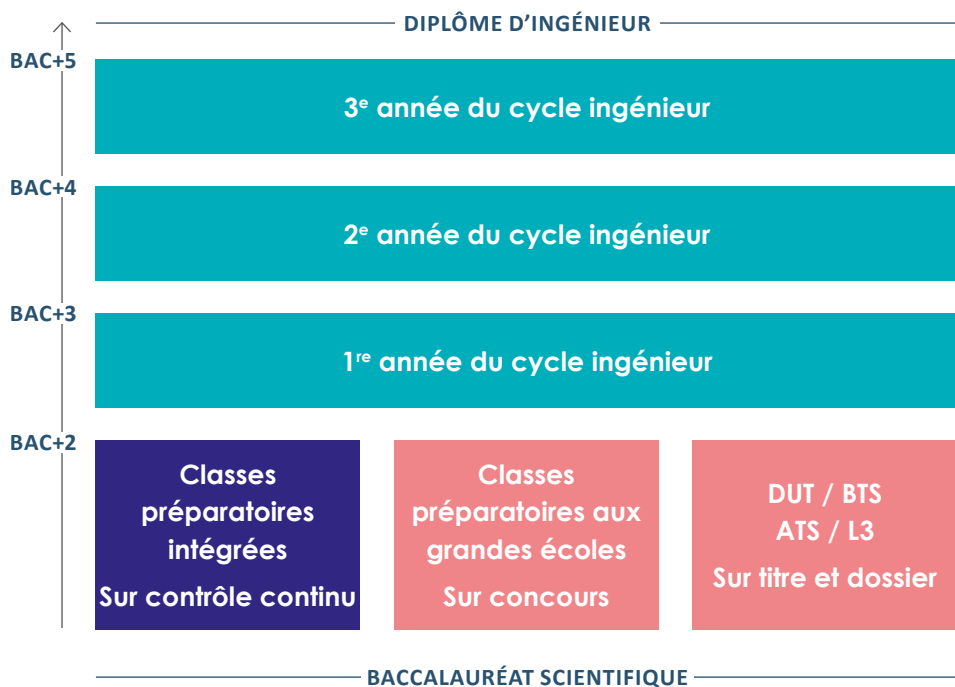 DIPLÔME D'INGÉNIEUR
BAC+5
3e année du cycle ingénieur
BAC+4
2e année du cycle ingénieur
BAC+3
1re année du cycle ingénieur
BAC+2
Classes
préparatoires
intégrées
Sur contrôle continu
Classes
préparatoires aux
grandes écoles
Sur concours
DUT / BTS
ATS / L3
Sur titre et dossier
BACCALAURÉAT SCIENTIFIQUE